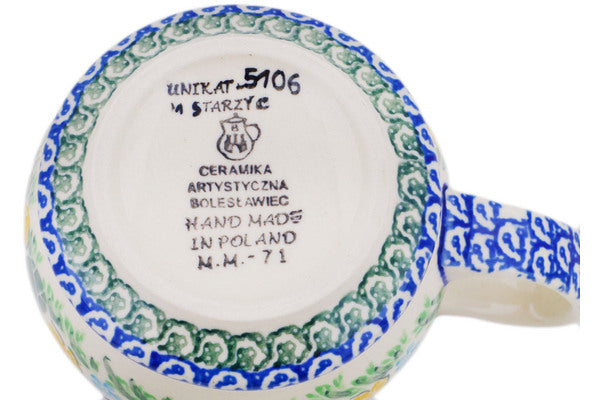 UNIKAT-5106
M STARZYC
CERAMIKA
ARTYSTYCZNA
BOLESŁAWIEC
HAND MADE
IN POLAND
M.M.-71